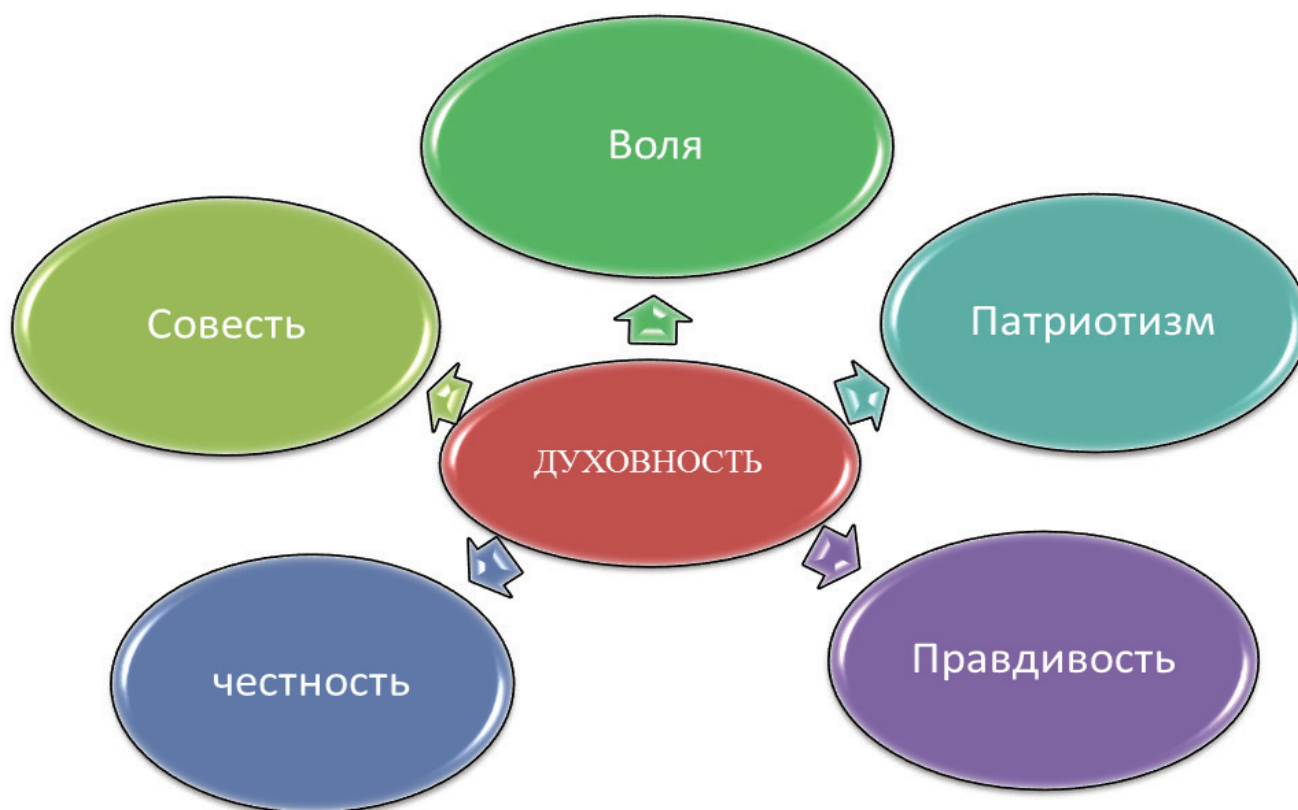 Воля
Совесть
Патриотизм
ДУХОВНОСТЬ
честность
Правдивость